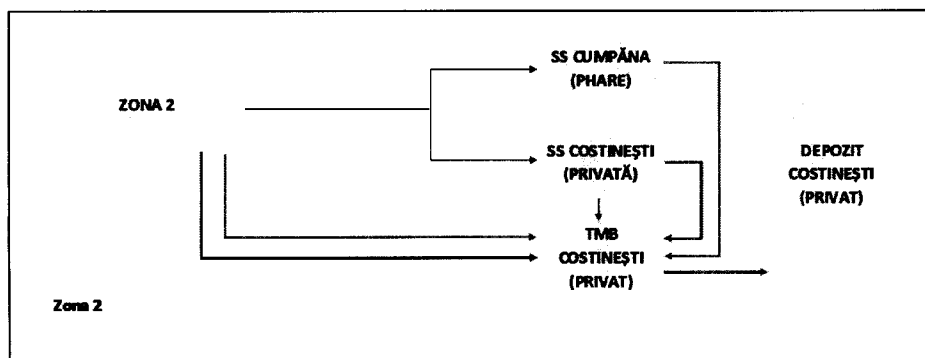 SS CUMPĂNA
(PHARE)
ZONA 2
SS COSTINEȘTI
(PRIVATĂ)
DEPOZIT
COSTINEȘTI
(PRIVAT)
TMB
COSTINEȘTI
(PRIVAT)
Zona 2